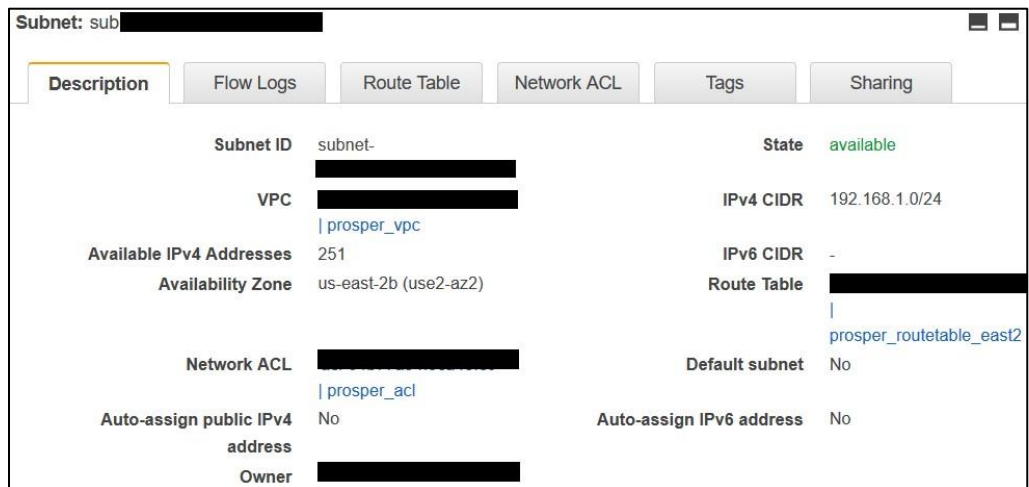 Subnet: sub
Description Flow Logs Route Table Network ACL Tags Sharing
Subnet ID subnet- State available
VPC IPv4 CIDR 192.168.1.0/24
| prosper_vpc
Available IPv4 Addresses 251 IPv6 CIDR -
Availability Zone us-east-2b (use2-az2) Route Table
|
prosper_routetable_east2
Network ACL Default subnet No
| prosper_acl
Auto-assign public IPv4 No Auto-assign IPv6 address No
address
Owner